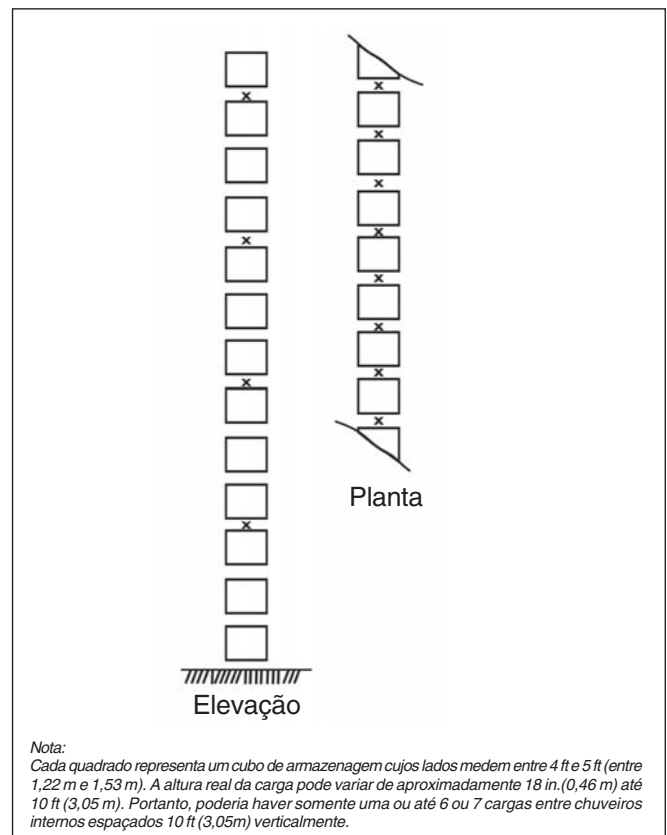 Elevação
Planta
Nota:
Cada quadrado representa um cubo de armazenagem cujos lados medem entre 4 ft e 5 ft (entre
1,22 m e 1,53 m). A altura real da carga pode variar de aproximadamente 18 in.(0,46 m) até
10 ft (3,05 m). Portanto, poderia haver somente uma ou até 6 ou 7 cargas entre chuveiros
internos espaçados 10 ft (3,05m) verticalmente.